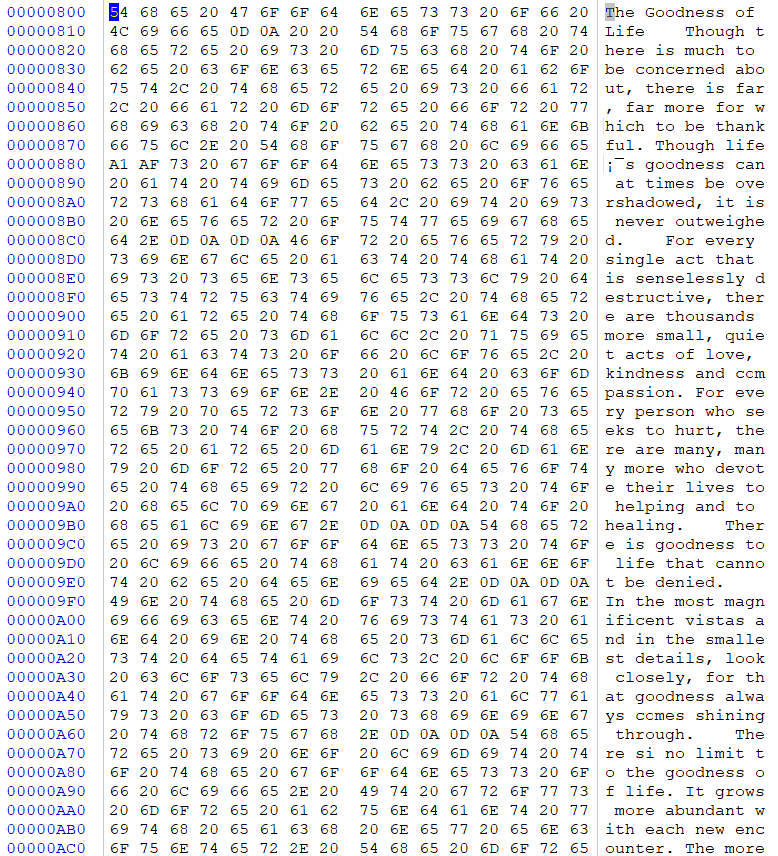 00000800 54 68 65 20 47 6F 6F 64 6E 65 73 73 20 6F 66 20 The Goodness of
00000810 4C 69 66 65 0D 0A 20 20 54 68 6F 75 67 68 20 74 Life    Though t
00000820 68 65 72 65 20 69 73 20 6D 75 63 68 20 74 6F 20 here is much to
00000830 62 65 20 63 6F 6E 63 65 72 6E 65 64 20 61 62 6F be concerned abo
00000840 75 74 2C 20 74 68 65 72 65 20 69 73 20 66 61 72 ut, there is far
00000850 2C 20 66 61 72 20 6D 6F 72 65 20 66 6F 72 20 77 , far more for w
00000860 68 69 63 68 20 74 6F 20 62 65 20 74 68 61 6E 6B hich to be thank
00000870 66 75 6C 2E 20 54 68 6F 75 67 68 20 6C 69 66 65 ful. Though life
00000880 A1 AF 73 20 67 6F 6F 64 6E 65 73 73 20 63 61 6E ¡¯s goodness can
00000890 20 61 74 20 74 69 6D 65 73 20 62 65 20 6F 76 65  at times be ove
000008A0 72 73 68 61 64 6F 77 65 64 2C 20 69 74 20 69 73 rshadowed, it is
000008B0 20 6E 65 76 65 72 20 6F 75 74 77 65 69 67 68 65  never outweighe
000008C0 64 2E 0D 0A 0D 0A 46 6F 72 20 65 76 65 72 79 20 d.    For every
000008D0 73 69 6E 67 6C 65 20 61 63 74 20 74 68 61 74 20 single act that
000008E0 69 73 20 73 65 6E 73 65 6C 65 73 73 6C 79 20 64 is senselessly d
000008F0 65 73 74 72 75 63 74 69 76 65 2C 20 74 68 65 72 estructive, ther
00000900 65 20 61 72 65 20 74 68 6F 75 73 61 6E 64 73 20 e are thousands
00000910 6D 6F 72 65 20 73 6D 61 6C 6C 2C 20 71 75 69 65 more small, quie
00000920 74 20 61 63 74 73 20 6F 66 20 6C 6F 76 65 2C 20 t acts of love,
00000930 6B 69 6E 64 6E 65 73 73 20 61 6E 64 20 63 6F 6D kindness and ccm
00000940 70 61 73 73 69 6F 6E 2E 20 46 6F 72 20 65 76 65 passion. For eve
00000950 72 79 20 70 65 72 73 6F 6E 20 77 68 6F 20 73 65 ry person who se
00000960 65 6B 73 20 74 6F 20 68 75 72 74 2C 20 74 68 65 eks to hurt, the
00000970 72 65 20 61 72 65 20 6D 61 6E 79 2C 20 6D 61 6E re are many, man
00000980 79 20 6D 6F 72 65 20 77 68 6F 20 64 65 76 6F 74 y more who devot
00000990 65 20 74 68 65 69 72 20 6C 69 76 65 73 20 74 6F e their lives to
000009A0 20 68 65 6C 70 69 6E 67 20 61 6E 64 20 74 6F 20  helping and to
000009B0 68 65 61 6C 69 6E 67 2E 0D 0A 0D 0A 54 68 65 72 healing.    Ther
000009C0 65 20 69 73 20 67 6F 6F 64 6E 65 73 73 20 74 6F e is goodness to
000009D0 20 6C 69 66 65 20 74 68 61 74 20 63 61 6E 6E 6F  life that canno
000009E0 74 20 62 65 20 64 65 6E 69 65 64 2E 0D 0A 0D 0A t be denied.
000009F0 49 6E 20 74 68 65 20 6D 6F 73 74 20 6D 61 67 6E In the most magn
00000A00 69 66 69 63 65 6E 74 20 76 69 73 74 61 73 20 61 ificent vistas a
00000A10 6E 64 20 69 6E 20 74 68 65 20 73 6D 61 6C 6C 65 nd in the smalle
00000A20 73 74 20 64 65 74 61 69 6C 73 2C 20 6C 6F 6F 6B st details, look
00000A30 20 63 6C 6F 73 65 6C 79 2C 20 66 6F 72 20 74 68  closely, for th
00000A40 61 74 20 67 6F 6F 64 6E 65 73 73 20 61 6C 77 61 at goodness alwa
00000A50 79 73 20 63 6F 6D 65 73 20 73 68 69 6E 69 6E 67 ys ccmes shining
00000A60 20 74 68 72 6F 75 67 68 2E 0D 0A 0D 0A 54 68 65  through.    The
00000A70 72 65 20 73 69 20 6E 6F 20 6C 69 6D 69 74 20 74 re si no limit t
00000A80 6F 20 74 68 65 20 67 6F 6F 64 6E 65 73 73 20 6F o the goodness o
00000A90 66 20 6C 69 66 65 2E 20 49 74 20 67 72 6F 77 73 f life. It grows
00000AA0 20 6D 6F 72 65 20 61 62 75 6E 64 61 6E 74 20 77  more abundant w
00000AB0 69 74 68 20 65 61 63 68 20 6E 65 77 20 65 6E 63 ith each new enc
00000AC0 6F 75 6E 74 65 72 2E 20 54 68 65 20 6D 6F 72 65 ounter. The more